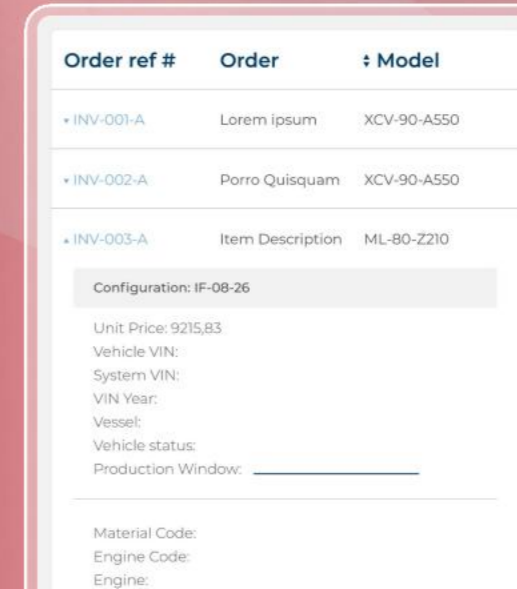 Order ref # Order Model
INV-001-A Lorem ipsum XCV-90-A550
INV-002-A Porro Quisquam XCV-90-A550
INV-003-A Item Description ML-80-Z210
Configuration: IF-08-26
Unit Price: 9215,83
Vehicle VIN:
System VIN:
VIN Year:
Vessel:
Vehicle status:
Production Window:
Material Code:
Engine Code:
Engine: